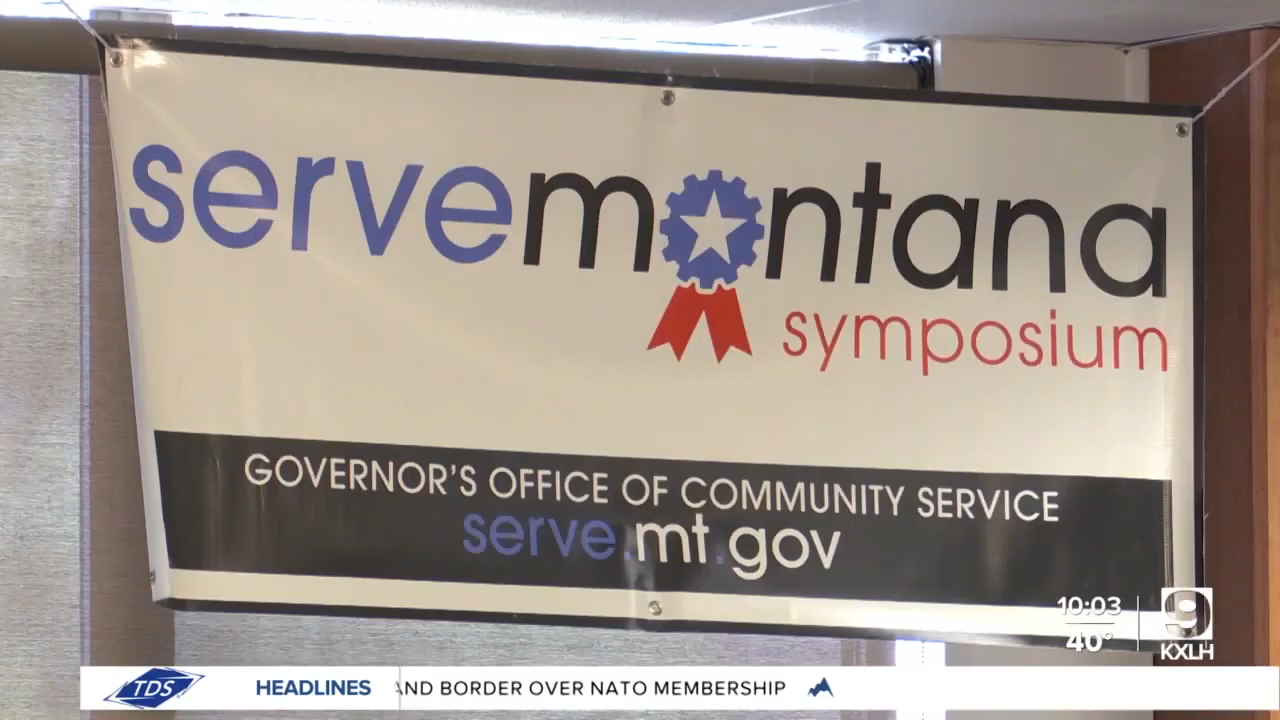 servemontana
symposium
GOVERNOR'S OFFICE OF COMMUNITY SERVICE
serve.mt.gov
10:03
40°
9
KXLH
TDS
HEADLINES
AND BORDER OVER NATO MEMBERSHIP